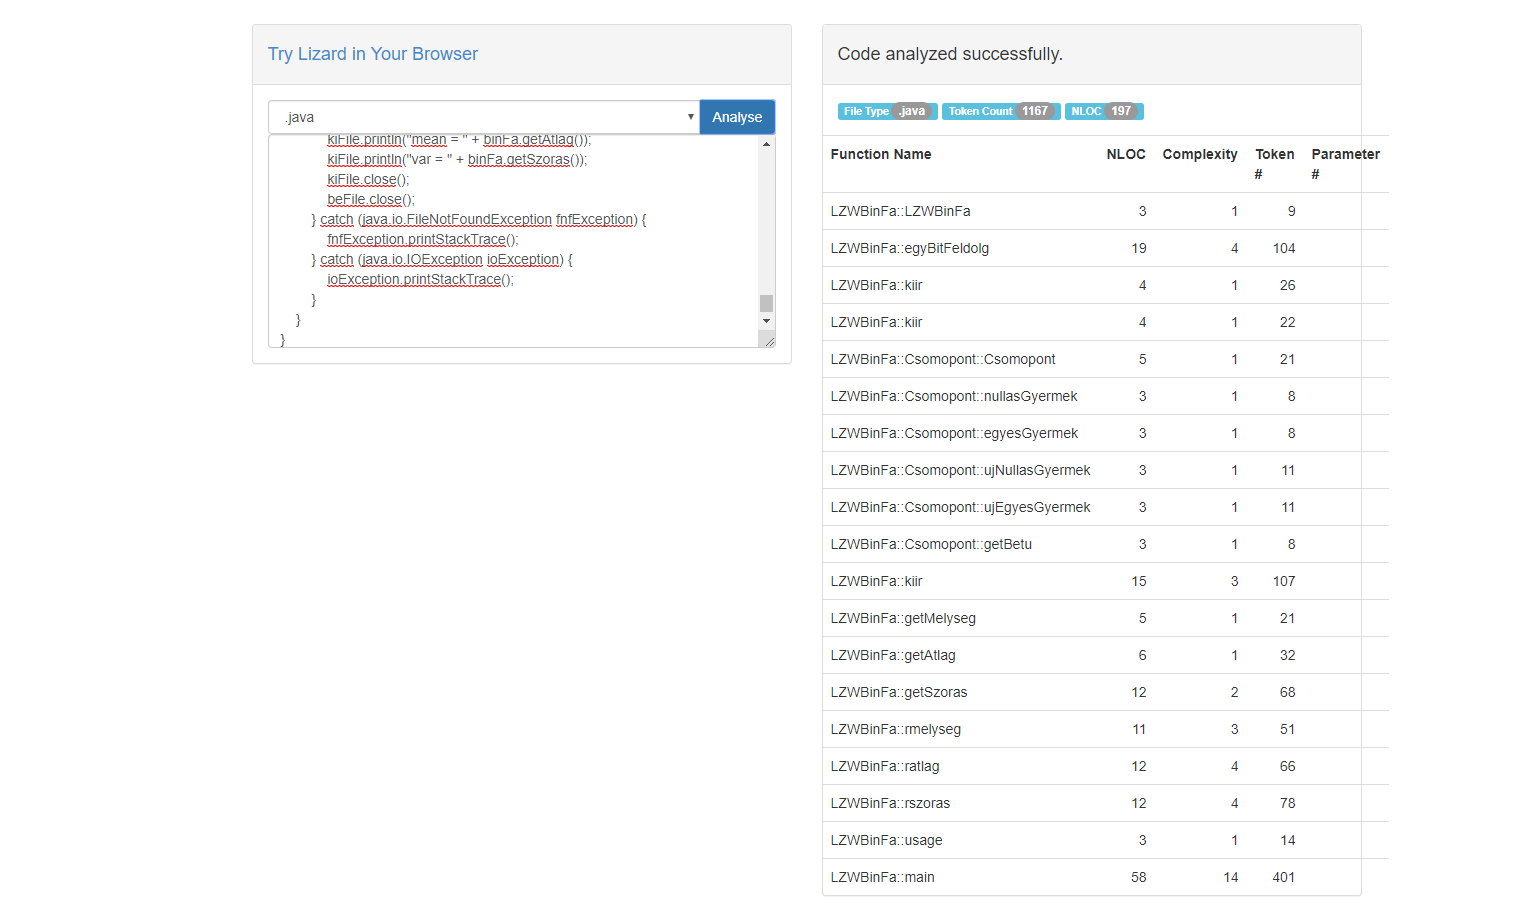 Try Lizard in Your Browser
.java
Analyse
kiFile.println("mean = " + binFa.getAtlag());
kiFile.println("var = " + binFa.getSzoras());
kiFile.close();
beFile.close();
} catch (java.io.FileNotFoundException fnfException) {
fnfException.printStackTrace();
} catch (java.io.IOException ioException) {
ioException.printStackTrace();
}
}
}
Code analyzed successfully.
File Type .java Token Count 1167 NLOC 197
Function Name NLOC Complexity Token # Parameter #
LZWBinFa::LZWBinFa 3 1 9
LZWBinFa::egyBitFeldolg 19 4 104
LZWBinFa::kiir 4 1 26
LZWBinFa::kiir 4 1 22
LZWBinFa::Csomopont::Csomopont 5 1 21
LZWBinFa::Csomopont::nullasGyermek 3 1 8
LZWBinFa::Csomopont::egyesGyermek 3 1 8
LZWBinFa::Csomopont::ujNullasGyermek 3 1 11
LZWBinFa::Csomopont::ujEgyesGyermek 3 1 11
LZWBinFa::Csomopont::getBetu 3 1 8
LZWBinFa::kiir 15 3 107
LZWBinFa::getMelyseg 5 1 21
LZWBinFa::getAtlag 6 1 32
LZWBinFa::getSzoras 12 2 68
LZWBinFa::rmelyseg 11 3 51
LZWBinFa::ratlag 12 4 66
LZWBinFa::rszoras 12 4 78
LZWBinFa::usage 3 1 14
LZWBinFa::main 58 14 401